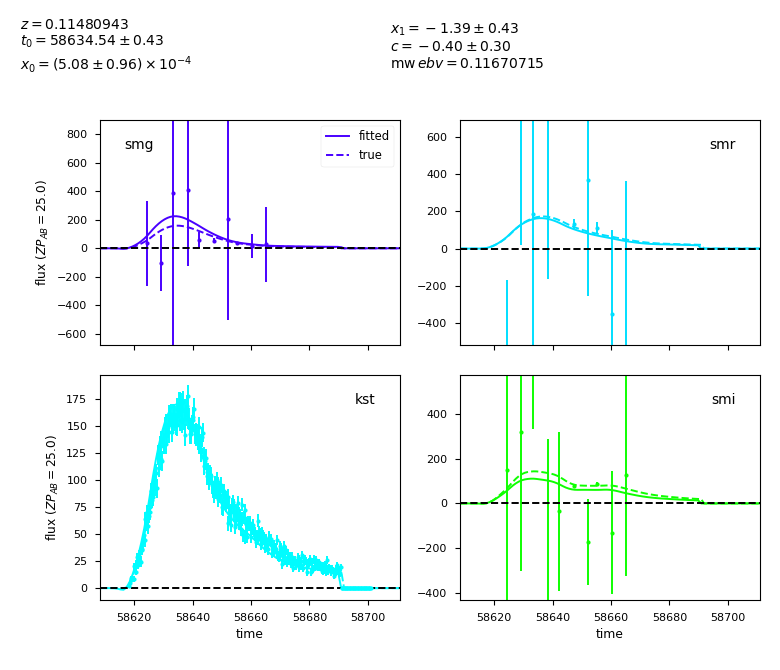 z = 0.11480943
t₀ = 58634.54 ± 0.43
x₀ = (5.08 ± 0.96) × 10⁻⁴
x₁ = −1.39 ± 0.43
c = −0.40 ± 0.30
mw ebv = 0.11670715
800
600
400
200
0
−200
−400
−600
flux (ZP_AB = 25.0)
smg
fitted
true
600
400
200
0
−200
−400
smr
175
150
125
100
75
50
25
0
flux (ZP_AB = 25.0)
kst
58620 58640 58660 58680 58700
time
400
200
0
−200
−400
smi
58620 58640 58660 58680 58700
time